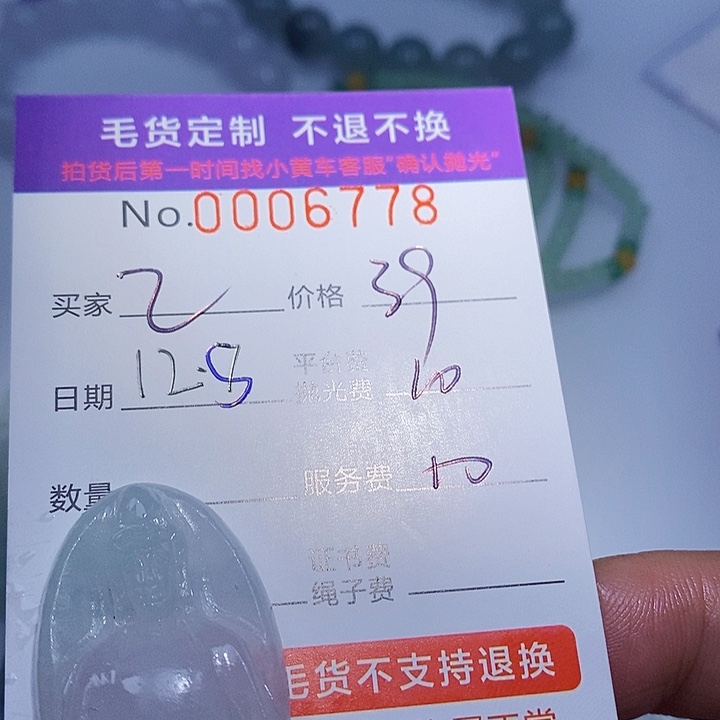 毛货定制 不退不换
拍货后第一时间找小黄车客服"确认抛光"
No.0006778
买家 乙 价格 39
平台费
日期 12.8 抛光费 10
数量 服务费 10
证书费
绳子费
毛货不支持退换